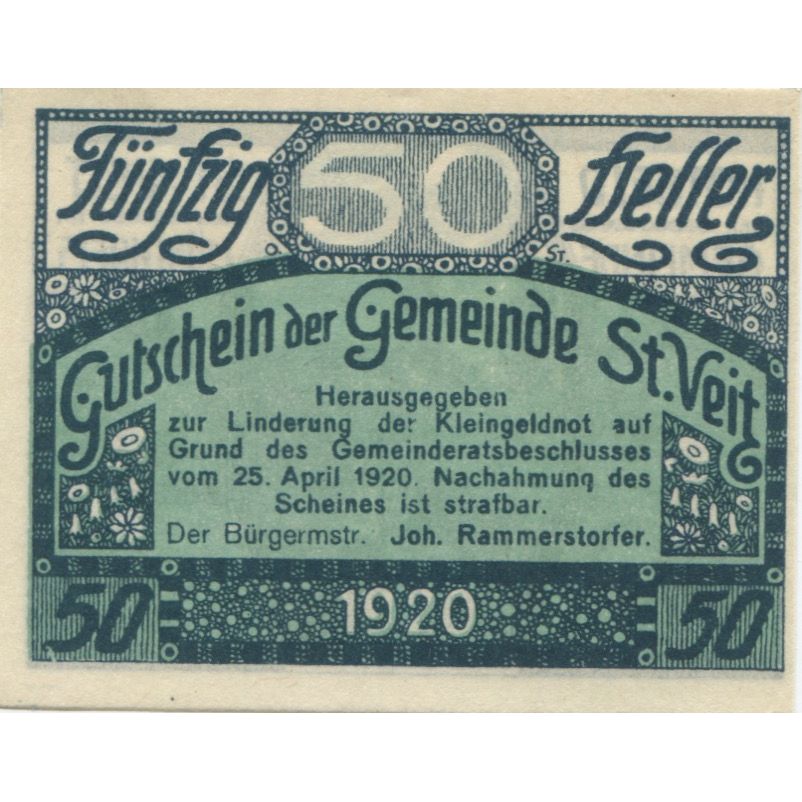 Fünfzig 50 Heller
St.
Gutschein der Gemeinde St. Veit
Herausgegeben
zur Linderung der Kleingeldnot auf
Grund des Gemeinderatsbeschlusses
vom 25. April 1920. Nachahmung des
Scheines ist strafbar.
Der Bürgermstr. Joh. Rammerstorfer.
50 1920 50